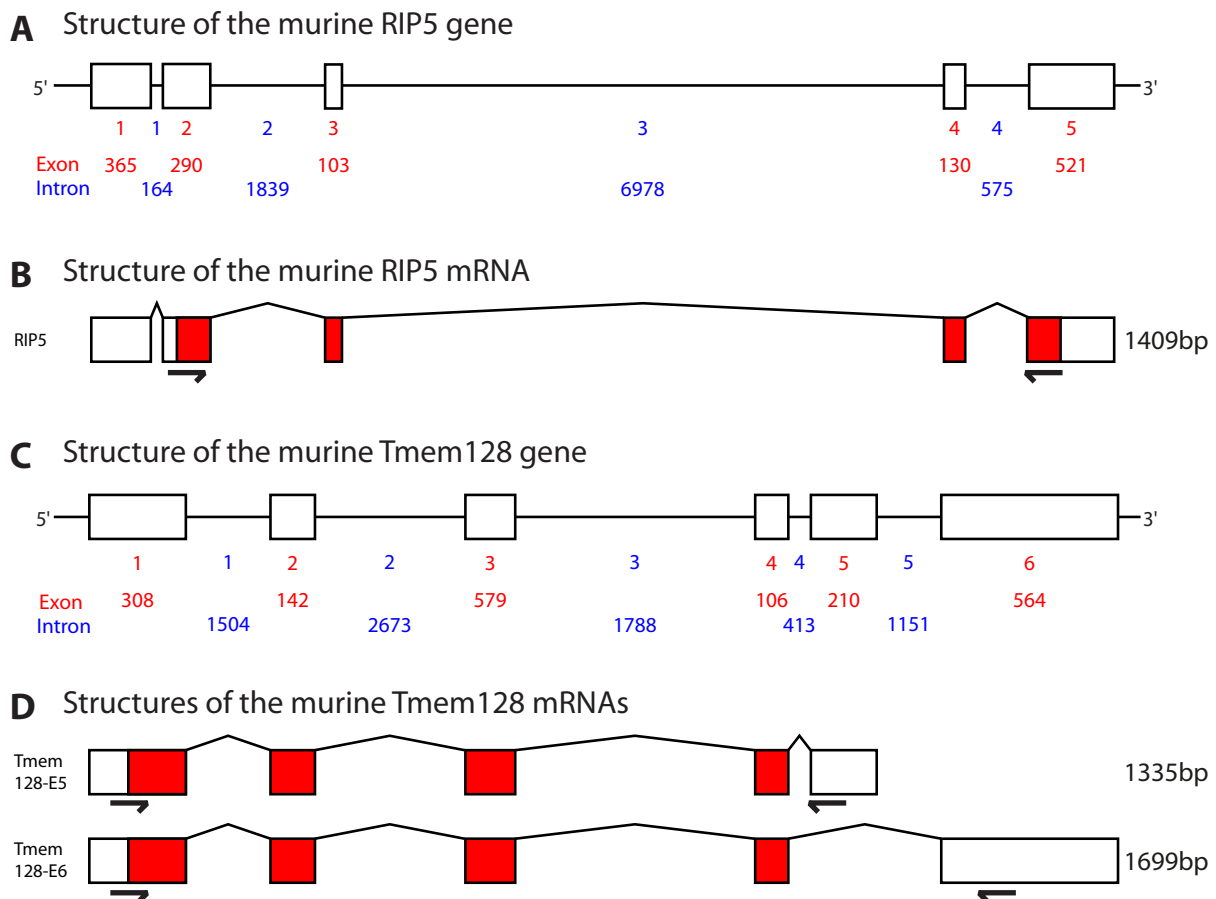 A Structure of the murine RIP5 gene
5' 3'
1 1 2 2 3 3 4 4 5
Exon 365 290 103 130 521
Intron 164 1839 6978 575
B Structure of the murine RIP5 mRNA
RIP5 1409bp
C Structure of the murine Tmem128 gene
5' 3'
1 1 2 2 3 3 4 4 5 5 6
Exon 308 142 579 106 210 564
Intron 1504 2673 1788 413 1151
D Structures of the murine Tmem128 mRNAs
Tmem
128-E5 1335bp
Tmem
128-E6 1699bp